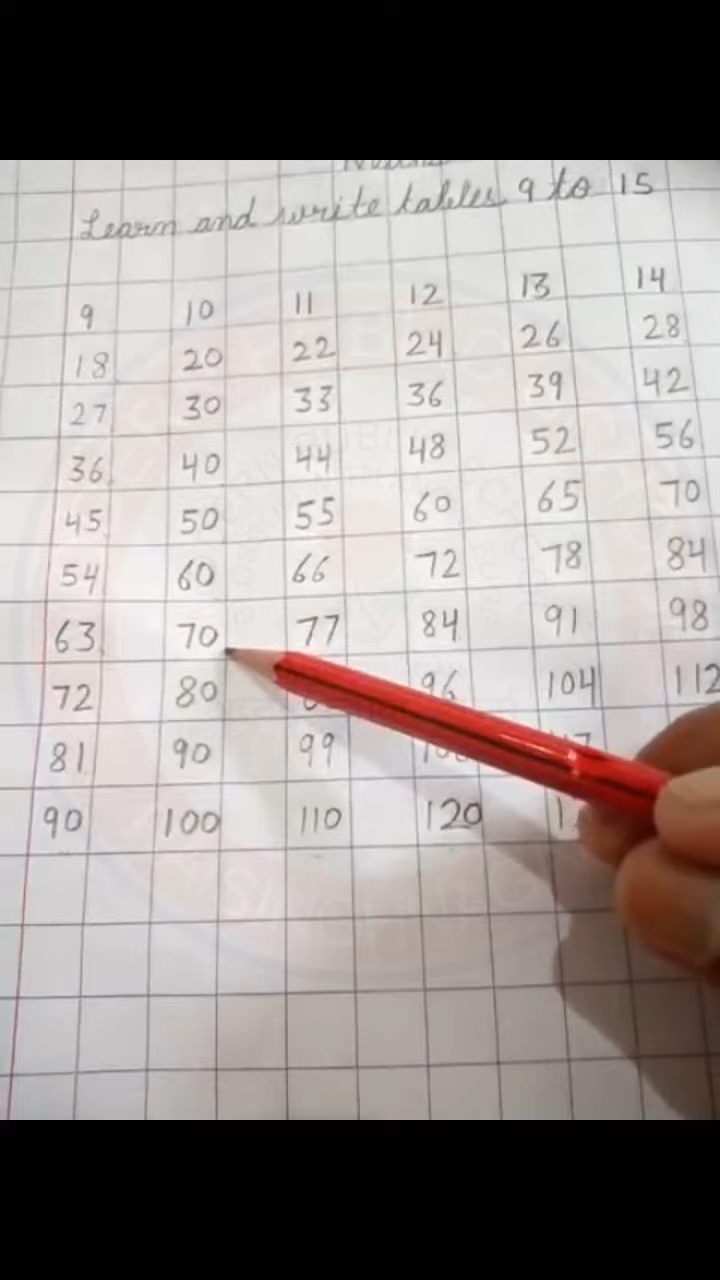 Learn and write tables 9 to 15
9 10 11 12 13 14
18 20 22 24 26 28
27 30 33 36 39 42
36 40 44 48 52 56
45 50 55 60 65 70
54 60 66 72 78 84
63 70 77 84 91 98
72 80 96 104 112
81 90 99
90 100 110 120